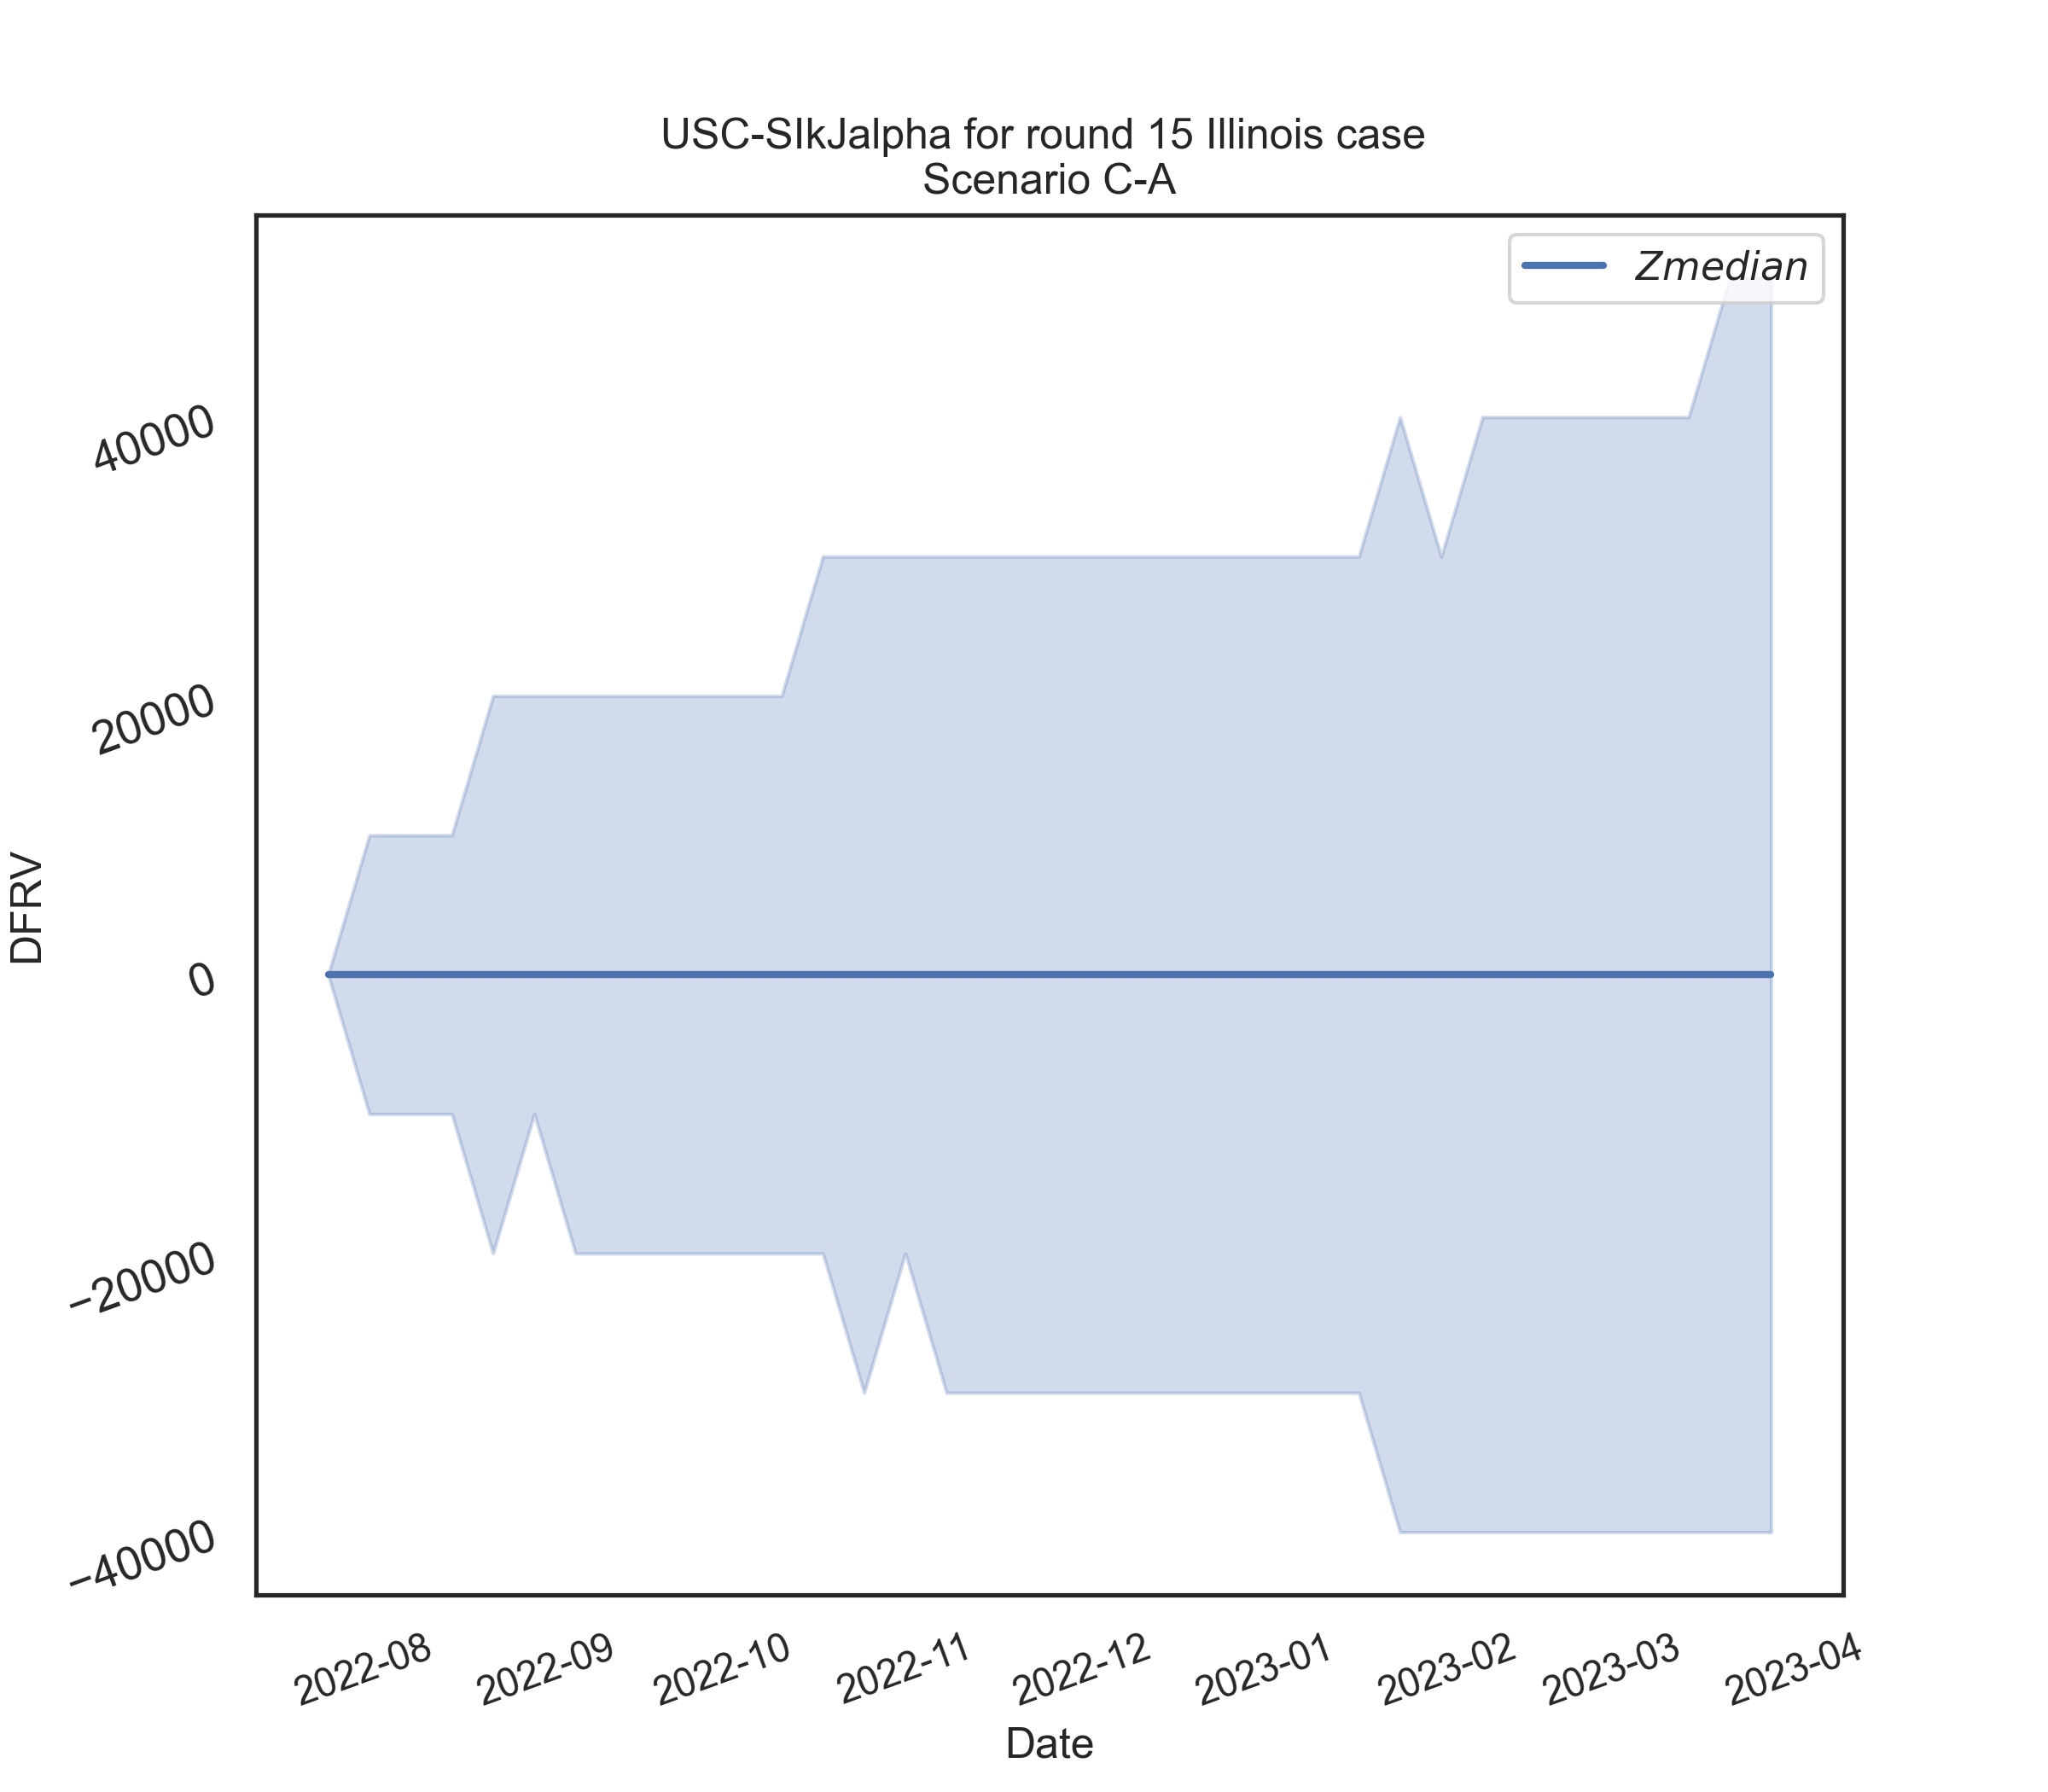 USC-SIkJalpha for round 15 Illinois case
Scenario C-A
Zmedian
40000
20000
0
−20000
−40000
DFRV
2022-08
2022-09
2022-10
2022-11
2022-12
2023-01
2023-02
2023-03
2023-04
Date